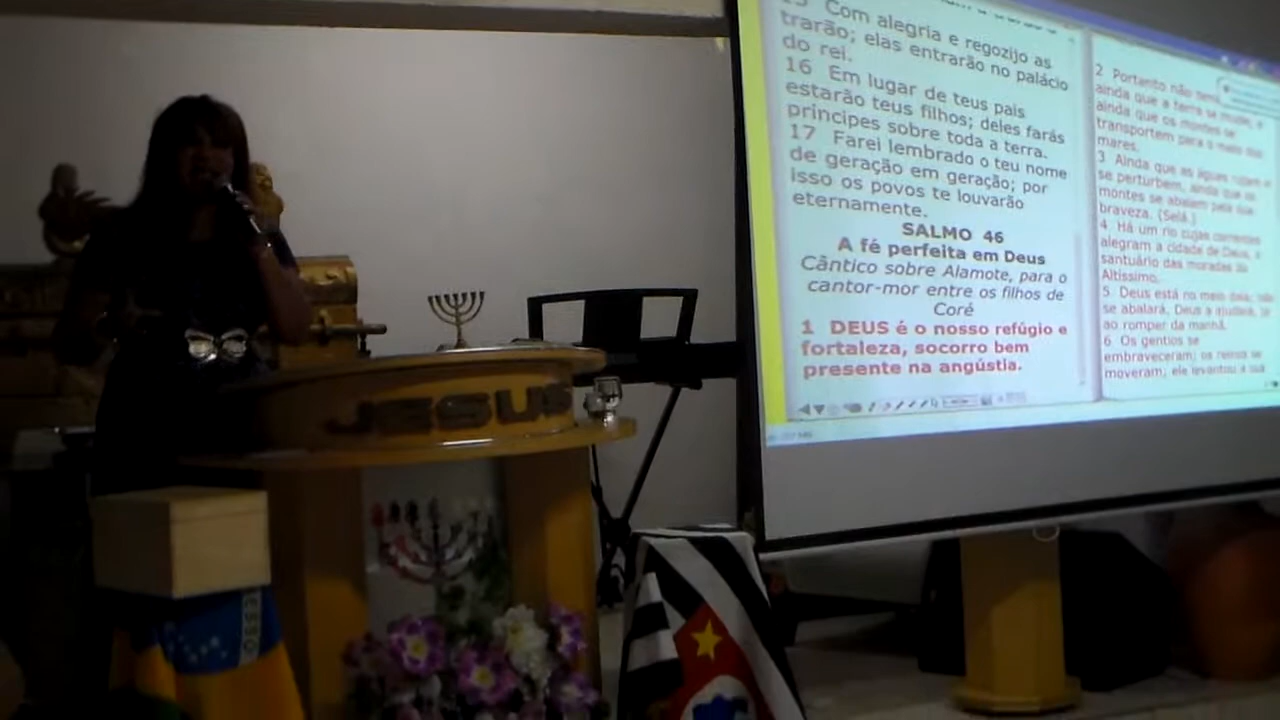 15 Com alegria e regozijo as
trarão; elas entrarão no palácio
do rei.
16 Em lugar de teus pais
estarão teus filhos; deles farás
príncipes sobre toda a terra.
17 Farei lembrado o teu nome
de geração em geração; por
isso os povos te louvarão
eternamente.
SALMO 46
A fé perfeita em Deus
Cântico sobre Alamote, para o
cantor-mor entre os filhos de
Corê
1 DEUS é o nosso refúgio e
fortaleza, socorro bem
presente na angústia.
2 Portanto não
ainda que a terra se mude, e
ainda que os montes se
transportem para o meio dos
mares.
3 Ainda que as águas rujam e
se perturbem, ainda que os
montes se abalem pela sua
braveza. (Selá.)
4 Há um rio cujas correntes
alegram a cidade de Deus, o
santuário das moradas do
Altíssimo.
5 Deus está no meio dela; não
se abalará. Deus a ajudará, já
ao romper da manhã.
6 Os gentios se
embraveceram; os reinos se
moveram; ele levantou a sua
JESUS